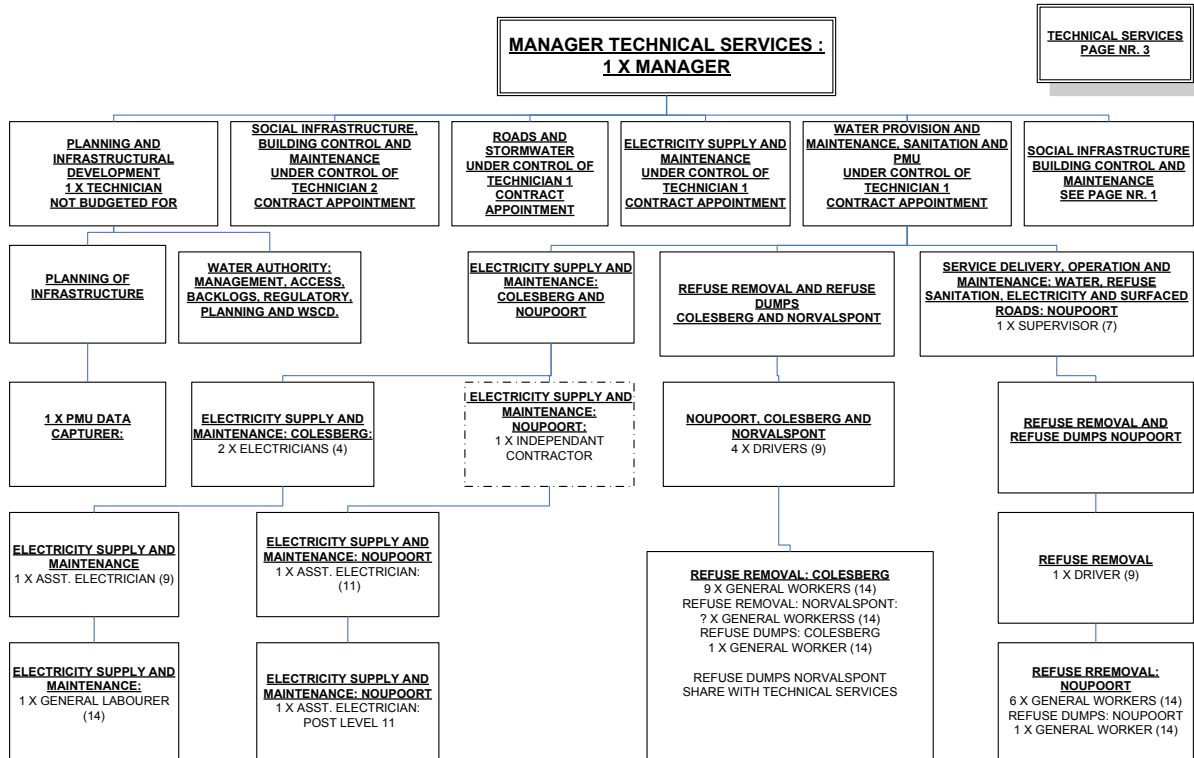 MANAGER TECHNICAL SERVICES :
1 X MANAGER
TECHNICAL SERVICES
PAGE NR. 3
PLANNING AND
INFRASTRUCTURAL
DEVELOPMENT
1 X TECHNICIAN
NOT BUDGETED FOR
SOCIAL INFRASTRUCTURE,
BUILDING CONTROL AND
MAINTENANCE
UNDER CONTROL OF
TECHNICIAN 2
CONTRACT APPOINTMENT
ROADS AND
STORMWATER
UNDER CONTROL OF
TECHNICIAN 1
CONTRACT
APPOINTMENT
ELECTRICITY SUPPLY AND
MAINTENANCE
UNDER CONTROL OF
TECHNICIAN 1
CONTRACT APPOINTMENT
WATER PROVISION AND
MAINTENANCE, SANITATION AND
PMU
UNDER CONTROL OF
TECHNICIAN 1
CONTRACT APPOINTMENT
SOCIAL INFRASTRUCTURE
BUILDING CONTROL AND
MAINTENANCE
SEE PAGE NR. 1
PLANNING OF
INFRASTRUCTURE
WATER AUTHORITY:
MANAGEMENT, ACCESS,
BACKLOGS, REGULATORY,
PLANNING AND WSCD.
ELECTRICITY SUPPLY AND
MAINTENANCE:
COLESBERG AND
NOUPOORT
REFUSE REMOVAL AND REFUSE
DUMPS
COLESBERG AND NORVALSPONT
SERVICE DELIVERY, OPERATION AND
MAINTENANCE: WATER, REFUSE
SANITATION, ELECTRICITY AND SURFACED
ROADS: NOUPOORT
1 X SUPERVISOR (7)
1 X PMU DATA
CAPTURER:
ELECTRICITY SUPPLY AND
MAINTENANCE: COLESBERG:
2 X ELECTRICIANS (4)
ELECTRICITY SUPPLY AND
MAINTENANCE:
NOUPOORT:
1 X INDEPENDANT
CONTRACTOR
NOUPOORT, COLESBERG AND
NORVALSPONT
4 X DRIVERS (9)
REFUSE REMOVAL AND
REFUSE DUMPS NOUPOORT
ELECTRICITY SUPPLY AND
MAINTENANCE
1 X ASST. ELECTRICIAN (9)
ELECTRICITY SUPPLY AND
MAINTENANCE: NOUPOORT
1 X ASST. ELECTRICIAN:
(11)
REFUSE REMOVAL: COLESBERG
9 X GENERAL WORKERS (14)
REFUSE REMOVAL: NORVALSPONT:
? X GENERAL WORKERSS (14)
REFUSE DUMPS: COLESBERG
1 X GENERAL WORKER (14)
REFUSE DUMPS NORVALSPONT
SHARE WITH TECHNICAL SERVICES
REFUSE REMOVAL
1 X DRIVER (9)
ELECTRICITY SUPPLY AND
MAINTENANCE:
1 X GENERAL LABOURER
(14)
ELECTRICITY SUPPLY AND
MAINTENANCE: NOUPOORT
1 X ASST. ELECTRICIAN:
POST LEVEL 11
REFUSE RREMOVAL:
NOUPOORT
6 X GENERAL WORKERS (14)
REFUSE DUMPS: NOUPOORT
1 X GENERAL WORKER (14)